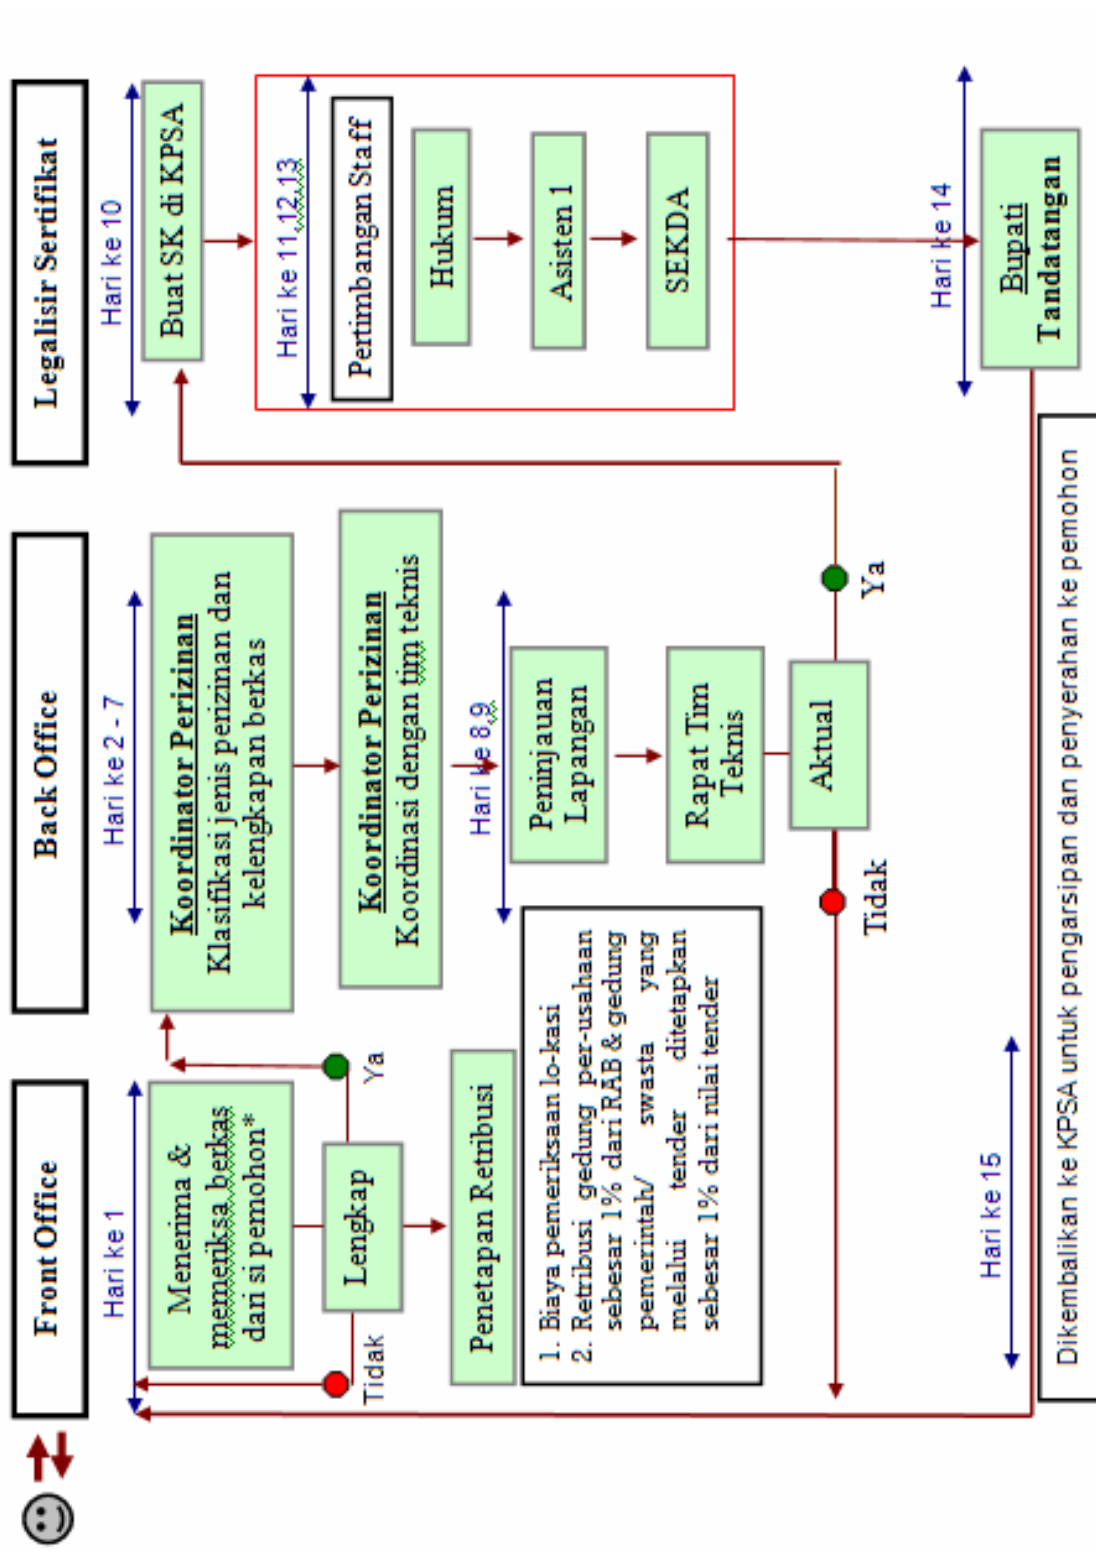 Front Office
Back Office
Legalisir Sertifikat
Hari ke 1
Menerima &
memeriksa berkas
dari si pemohon*
Lengkap
Tidak
Ya
Penetapan Retribusi
1. Biaya pemeriksaan lo-kasi
2. Retribusi gedung per-usahaan
sebesar 1% dari RAB & gedung
pemerintah/ swasta yang
melalui tender ditetapkan
sebesar 1% dari nilai tender
Hari ke 2 - 7
Koordinator Perizinan
Klasifikasi jenis perizinan dan
kelengkapan berkas
Koordinator Perizinan
Koordinasi dengan tim teknis
Hari ke 8,9
Peninjauan
Lapangan
Rapat Tim
Teknis
Aktual
Tidak
Ya
Hari ke 10
Buat SK di KPSA
Hari ke 11,12,13
Pertimbangan Staff
Hukum
Asisten 1
SEKDA
Hari ke 14
Bupati
Tandatangan
Hari ke 15
Dikembalikan ke KPSA untuk pengarsipan dan penyerahan ke pemohon